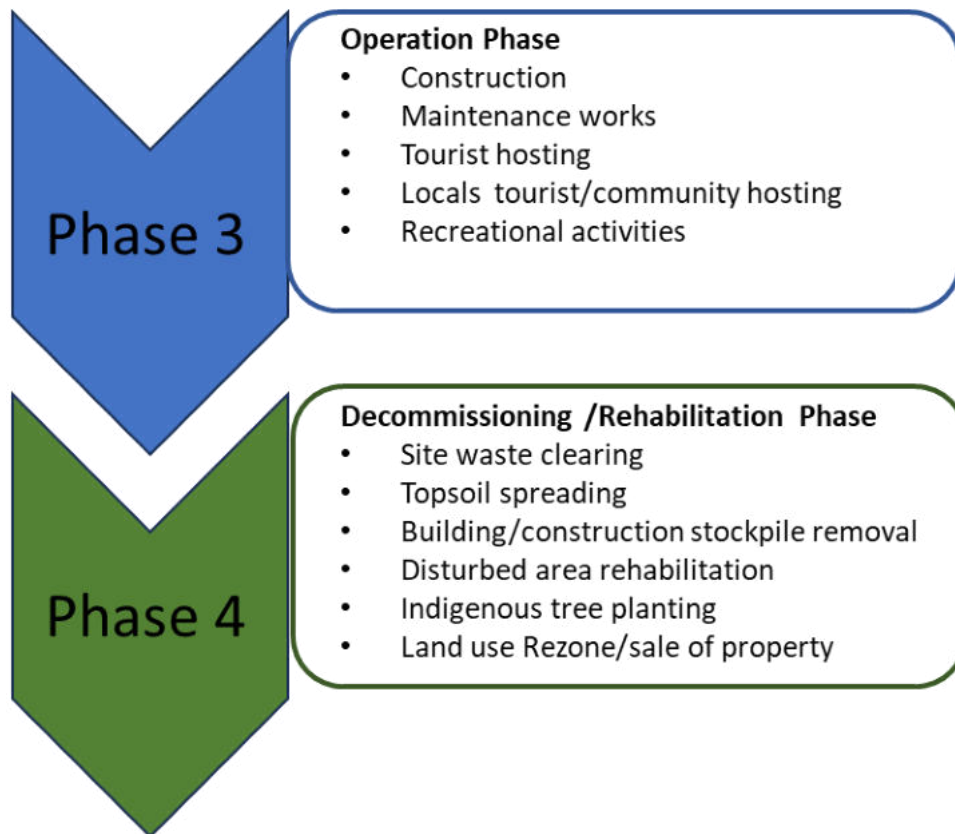 Phase 3
Operation Phase
• Construction
• Maintenance works
• Tourist hosting
• Locals tourist/community hosting
• Recreational activities
Phase 4
Decommissioning /Rehabilitation Phase
• Site waste clearing
• Topsoil spreading
• Building/construction stockpile removal
• Disturbed area rehabilitation
• Indigenous tree planting
• Land use Rezone/sale of property